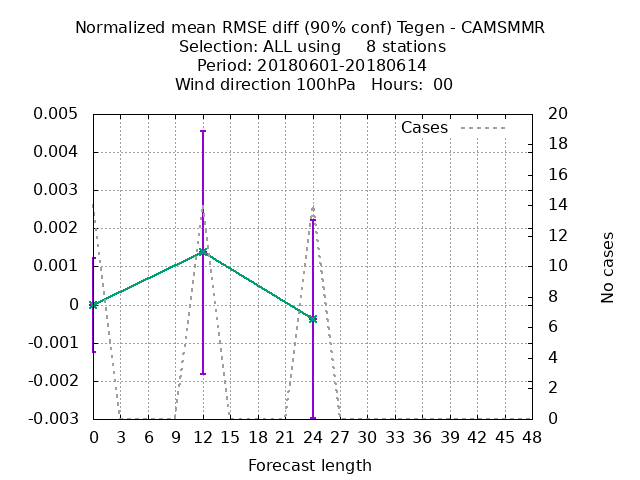 Normalized mean RMSE diff (90% conf) Tegen - CAMSMMR
Selection: ALL using     8 stations
Period: 20180601-20180614
Wind direction 100hPa   Hours:  00
Cases
0.005
0.004
0.003
0.002
0.001
0
-0.001
-0.002
-0.003
20
18
16
14
12
10
8
6
4
2
0
No cases
0 3 6 9 12 15 18 21 24 27 30 33 36 39 42 45 48
Forecast length